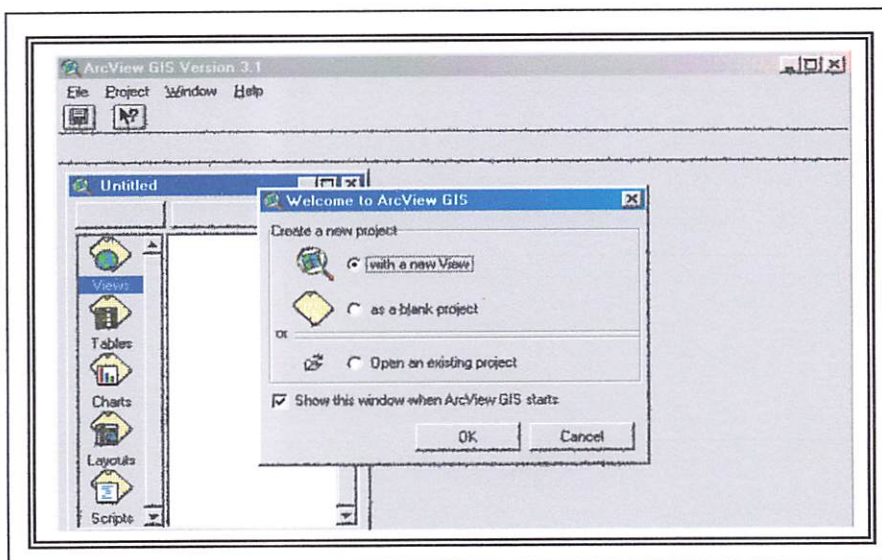 ArcView GIS Version 3.1
File Project Window Help
Untitled
Welcome to ArcView GIS
Create a new project
with a new View
as a blank project
or
Open an existing project
Show this window when ArcView GIS starts
OK Cancel
Views
Tables
Charts
Layouts
Scripts